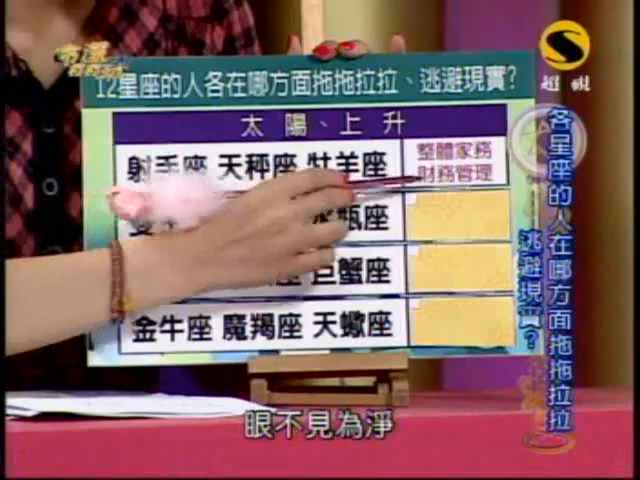 12星座的人各在哪方面拖拖拉拉、逃避現實?
太陽、上升
射手座 天秤座 牡羊座
整體家務
財務管理
水瓶座
巨蟹座
金牛座 魔羯座 天蠍座
超視
各星座的人在哪方面拖拖拉拉
逃避現實?
眼不見為淨